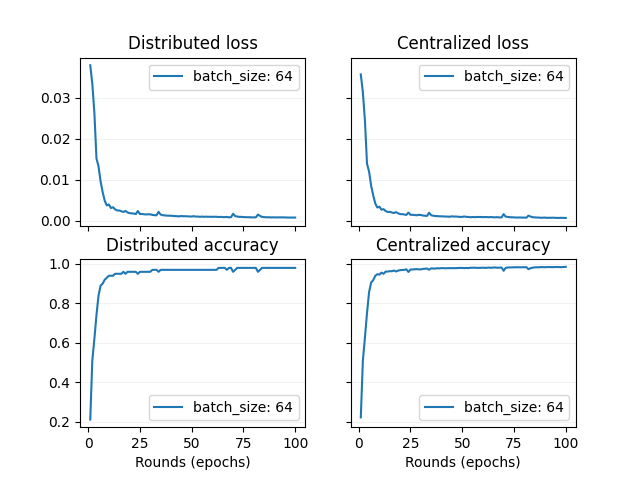 Distributed loss
Centralized loss
batch_size: 64
batch_size: 64
0.03
0.02
0.01
0.00
Distributed accuracy
Centralized accuracy
1.0
0.8
0.6
0.4
0.2
batch_size: 64
batch_size: 64
0 25 50 75 100
0 25 50 75 100
Rounds (epochs)
Rounds (epochs)